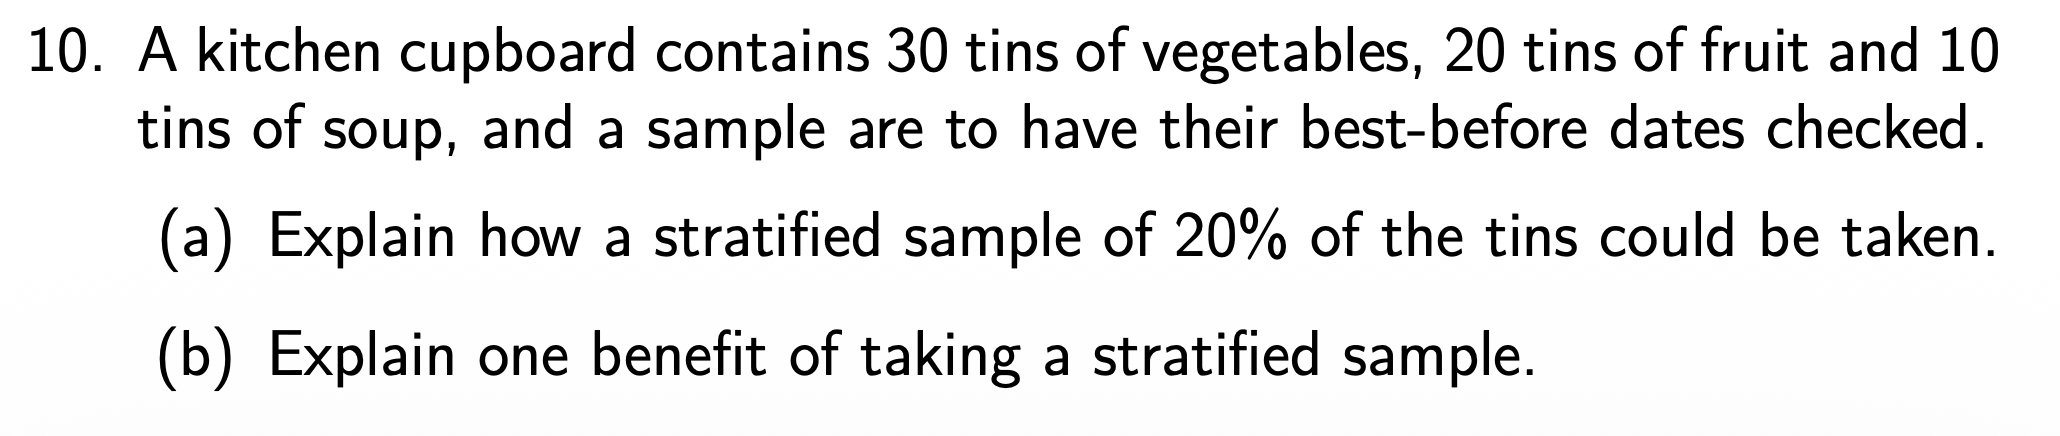 10. A kitchen cupboard contains 30 tins of vegetables, 20 tins of fruit and 10
tins of soup, and a sample are to have their best-before dates checked.
(a) Explain how a stratified sample of 20% of the tins could be taken.
(b) Explain one benefit of taking a stratified sample.